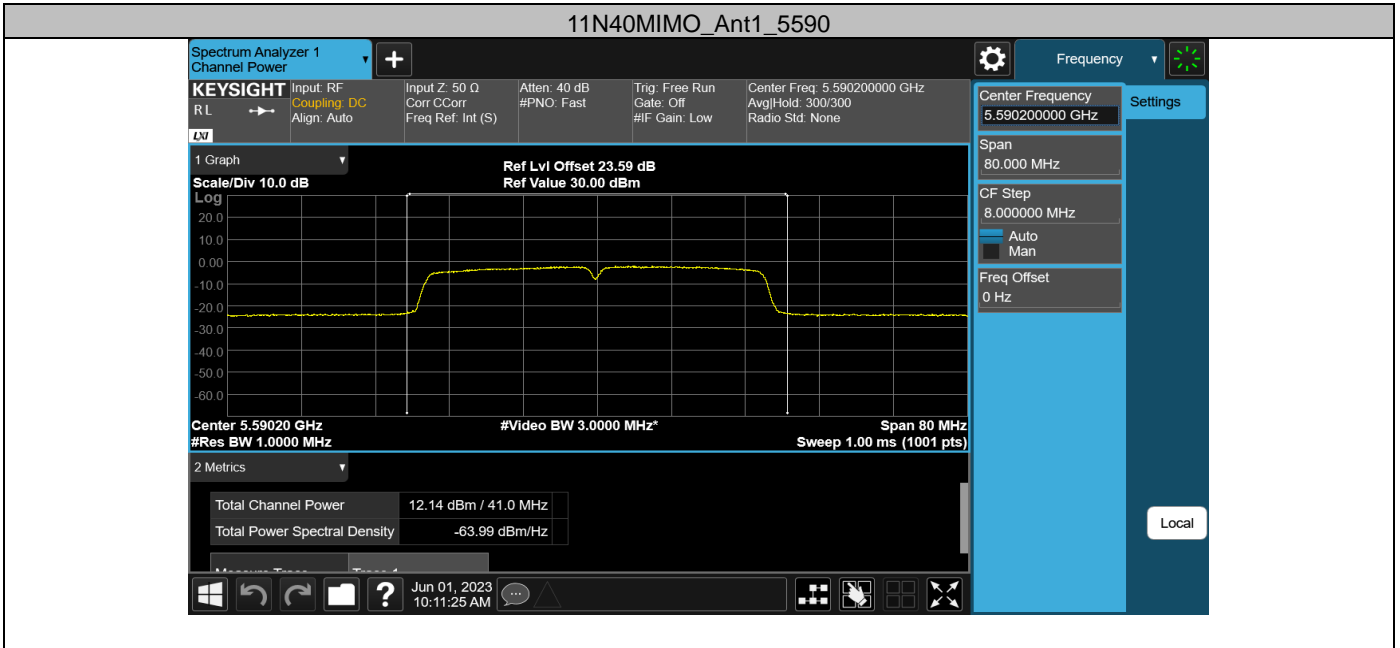 11N40MIMO_Ant1_5590
Spectrum Analyzer 1
Channel Power
Frequency
KEYSIGHT
R L
LXI
Input: RF
Coupling: DC
Align: Auto
Input Z: 50 Ω
Corr CCorr
Freq Ref: Int (S)
Atten: 40 dB
#PNO: Fast
Trig: Free Run
Gate: Off
#IF Gain: Low
Center Freq: 5.590200000 GHz
Avg|Hold: 300/300
Radio Std: None
1 Graph
Scale/Div 10.0 dB
Ref Lvl Offset 23.59 dB
Ref Value 30.00 dBm
Log
20.0
10.0
0.00
-10.0
-20.0
-30.0
-40.0
-50.0
-60.0
Center 5.59020 GHz
#Res BW 1.0000 MHz
#Video BW 3.0000 MHz*
Span 80 MHz
Sweep 1.00 ms (1001 pts)
2 Metrics
Total Channel Power 12.14 dBm / 41.0 MHz
Total Power Spectral Density -63.99 dBm/Hz
Measure Trace Trace 1
?
Jun 01, 2023
10:11:25 AM
Center Frequency
5.590200000 GHz
Settings
Span
80.000 MHz
CF Step
8.000000 MHz
Auto
Man
Freq Offset
0 Hz
Local